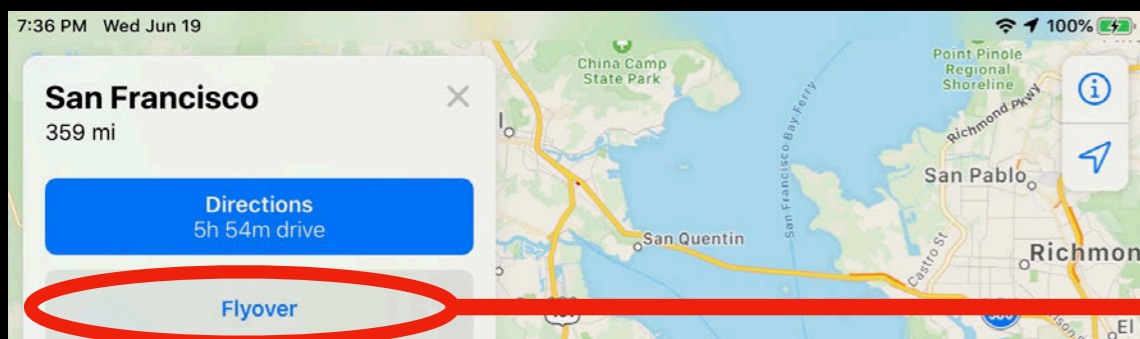 7:36 PM Wed Jun 19
100%
San Francisco
359 mi
Directions
5h 54m drive
Flyover
China Camp
State Park
San Francisco Bay Ferry
Point Pinole
Regional
Shoreline
Richmond Pkwy
San Pablo
San Quentin
Castro St
Richmon
El